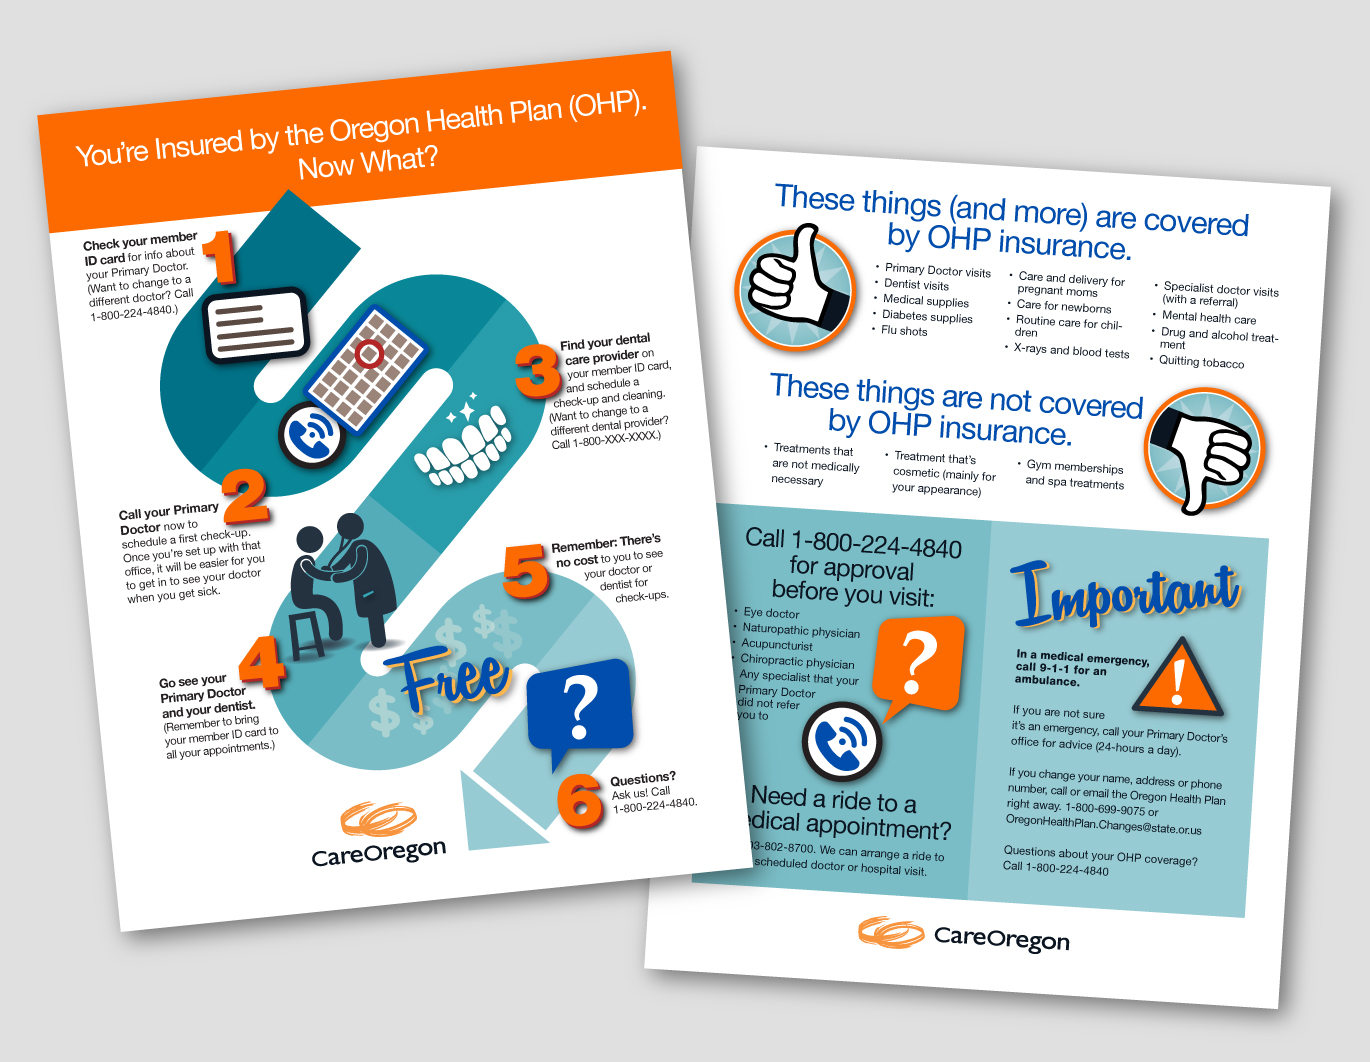 You're Insured by the Oregon Health Plan (OHP).
Now What?
Check your member
ID card for info about
your Primary Doctor.
(Want to change to a
different doctor? Call
1-800-224-4840.)
1
2
Call your Primary
Doctor now to
schedule a first check-up.
Once you're set up with that
office, it will be easier for you
to get in to see your doctor
when you get sick.
3
Find your dental
care provider on
your member ID card,
and schedule a
check-up and cleaning.
(Want to change to a
different dental provider?
Call 1-800-XXX-XXXX.)
4
Go see your
Primary Doctor
and your dentist.
(Remember to bring
your member ID card to
all your appointments.)
5
Remember: There's
no cost to you to see
your doctor or
dentist for
check-ups.
$ $ $ $
Free
$ $
?
6
Questions?
Ask us! Call
1-800-224-4840.
CareOregon
These things (and more) are covered
by OHP insurance.
• Primary Doctor visits
• Dentist visits
• Medical supplies
• Diabetes supplies
• Flu shots
• Care and delivery for
pregnant moms
• Care for newborns
• Routine care for chil-
dren
• X-rays and blood tests
• Specialist doctor visits
(with a referral)
• Mental health care
• Drug and alcohol treat-
ment
• Quitting tobacco
These things are not covered
by OHP insurance.
• Treatments that
are not medically
necessary
• Treatment that's
cosmetic (mainly for
your appearance)
• Gym memberships
and spa treatments
Call 1-800-224-4840
for approval
before you visit:
• Eye doctor
• Naturopathic physician
• Acupuncturist
• Chiropractic physician
Any specialist that your
Primary Doctor
did not refer
you to
?
Need a ride to a
edical appointment?
03-802-8700. We can arrange a ride to
scheduled doctor or hospital visit.
Important
In a medical emergency,
call 9-1-1 for an
ambulance.
!
If you are not sure
it's an emergency, call your Primary Doctor's
office for advice (24-hours a day).
If you change your name, address or phone
number, call or email the Oregon Health Plan
right away. 1-800-699-9075 or
OregonHealthPlan.Changes@state.or.us
Questions about your OHP coverage?
Call 1-800-224-4840
CareOregon